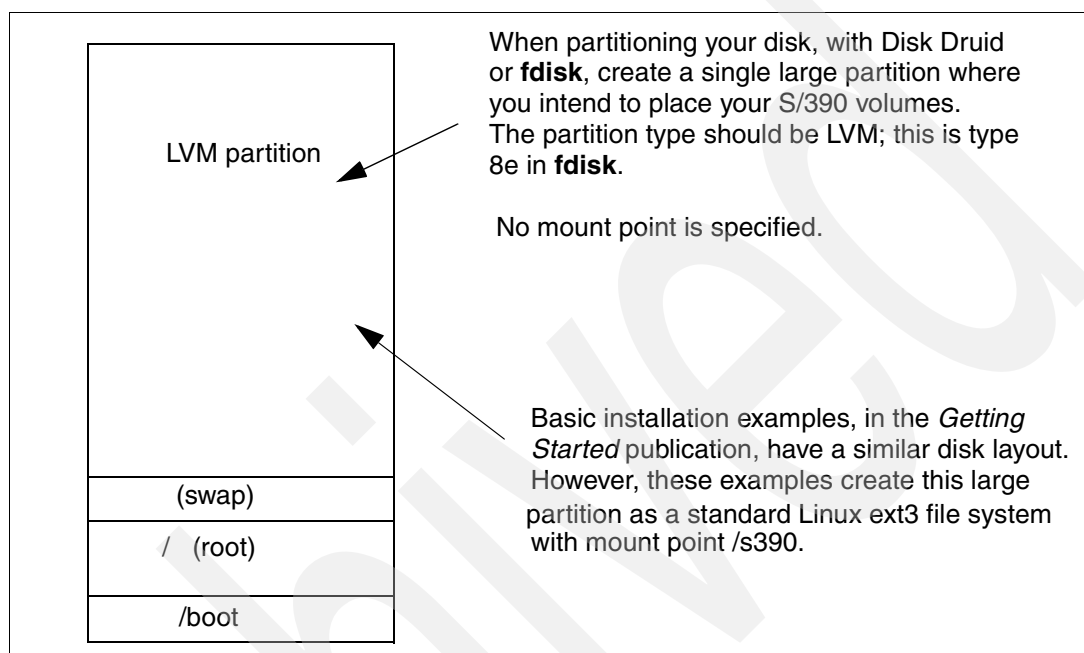 When partitioning your disk, with Disk Druid
or fdisk, create a single large partition where
you intend to place your S/390 volumes.
The partition type should be LVM; this is type
8e in fdisk.
No mount point is specified.
LVM partition
Basic installation examples, in the Getting
Started publication, have a similar disk layout.
However, these examples create this large
partition as a standard Linux ext3 file system
with mount point /s390.
(swap)
/ (root)
/boot